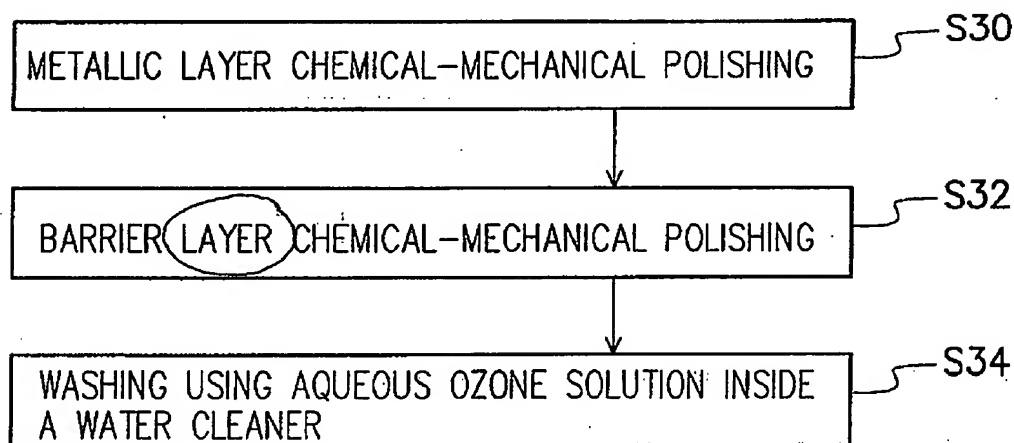 METALLIC LAYER CHEMICAL-MECHANICAL POLISHING
S30
BARRIER LAYER CHEMICAL-MECHANICAL POLISHING
S32
WASHING USING AQUEOUS OZONE SOLUTION INSIDE
A WATER CLEANER
S34